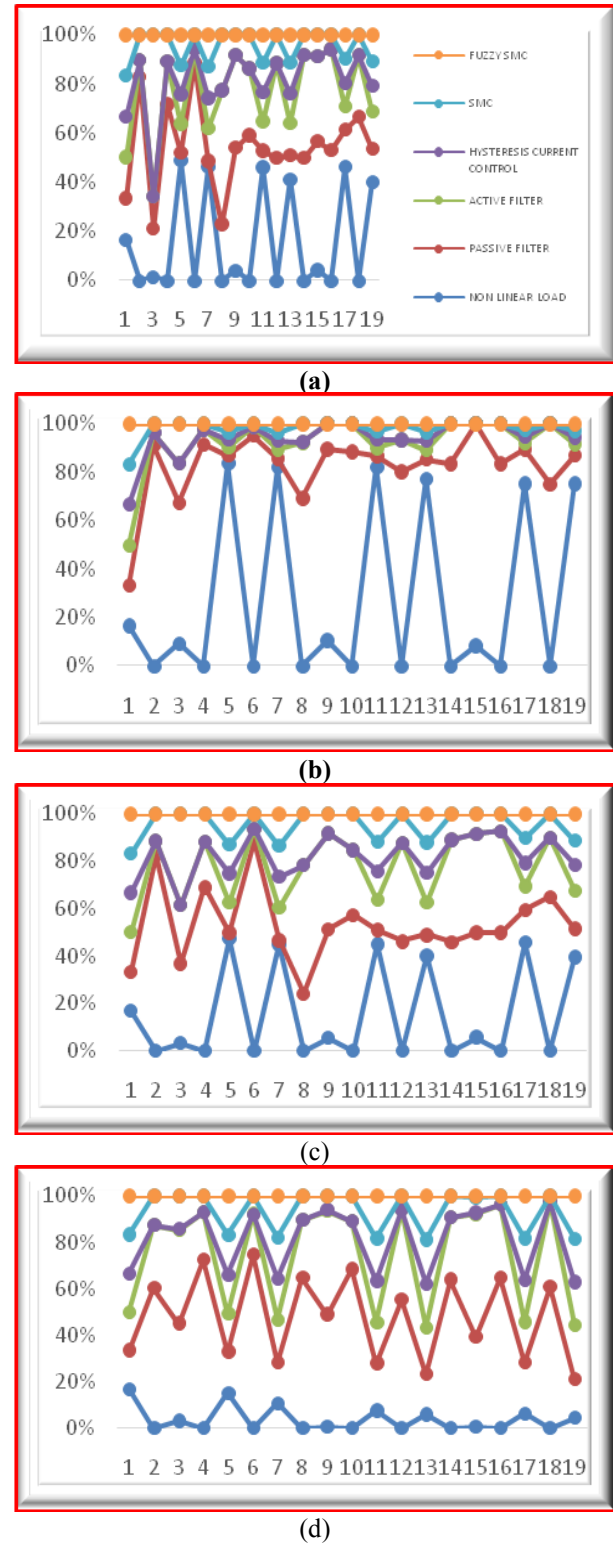 100%
80%
60%
40%
20%
0%
1 3 5 7 9 11 13 15 17 19
FUZZY SMC
SMC
HYSTERESIS CURRENT
CONTROL
ACTIVE FILTER
PASSIVE FILTER
NON LINEAR LOAD
(a)
100%
80%
60%
40%
20%
0%
1 2 3 4 5 6 7 8 9 10 11 12 13 14 15 16 17 18 19
(b)
100%
80%
60%
40%
20%
0%
1 2 3 4 5 6 7 8 9 10 11 12 13 14 15 16 17 18 19
(c)
100%
80%
60%
40%
20%
0%
1 2 3 4 5 6 7 8 9 10 11 12 13 14 15 16 17 18 19
(d)